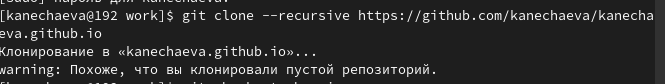 [kanechaeva@192 work]$ git clone --recursive https://github.com/kanechaeva/kanecha
eva.github.io
Клонирование в «kanechaeva.github.io»...
warning: Похоже, что вы клонировали пустой репозиторий.